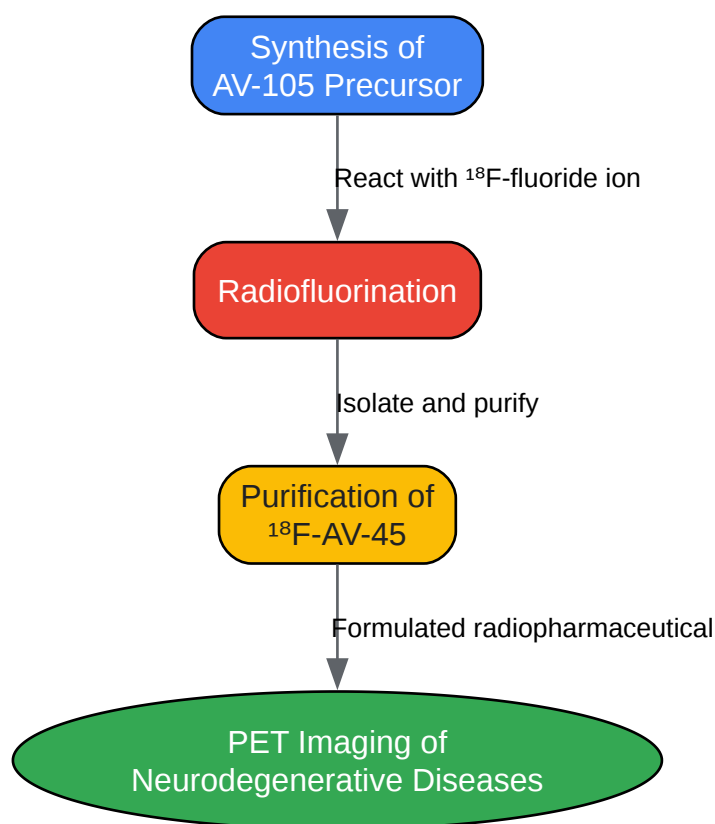 Synthesis of
AV-105 Precursor
React with ¹⁸F-fluoride ion
Radiofluorination
Isolate and purify
Purification of
¹⁸F-AV-45
Formulated radiopharmaceutical
PET Imaging of
Neurodegenerative Diseases